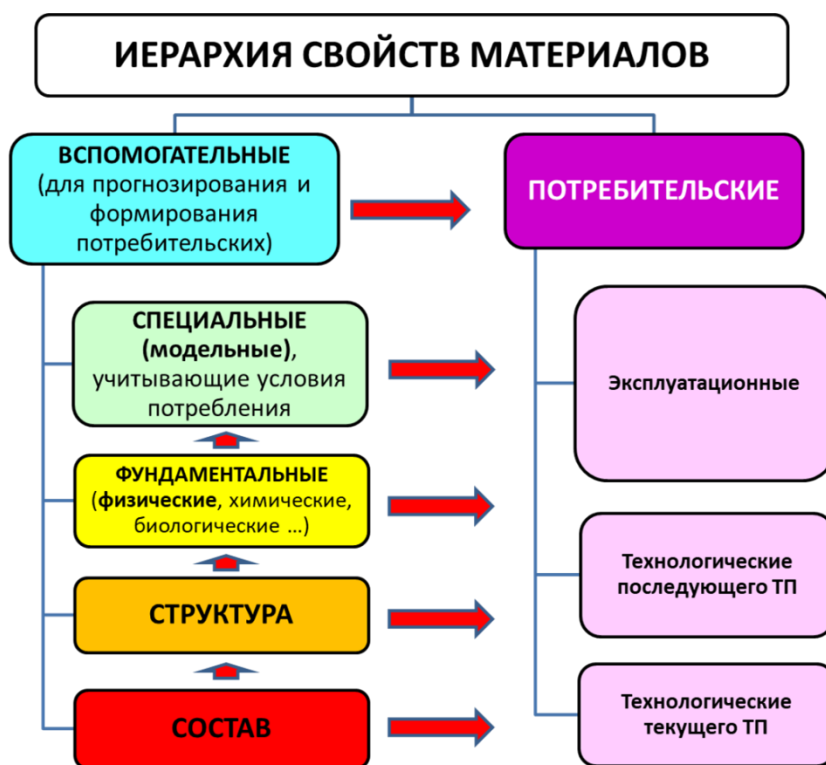 ИЕРАРХИЯ СВОЙСТВ МАТЕРИАЛОВ
ВСПОМОГАТЕЛЬНЫЕ
(для прогнозирования и
формирования
потребительских)
ПОТРЕБИТЕЛЬСКИЕ
СПЕЦИАЛЬНЫЕ
(модельные),
учитывающие условия
потребления
Эксплуатационные
ФУНДАМЕНТАЛЬНЫЕ
(физические, химические,
биологические ...)
Технологические
последующего ТП
СТРУКТУРА
Технологические
текущего ТП
СОСТАВ